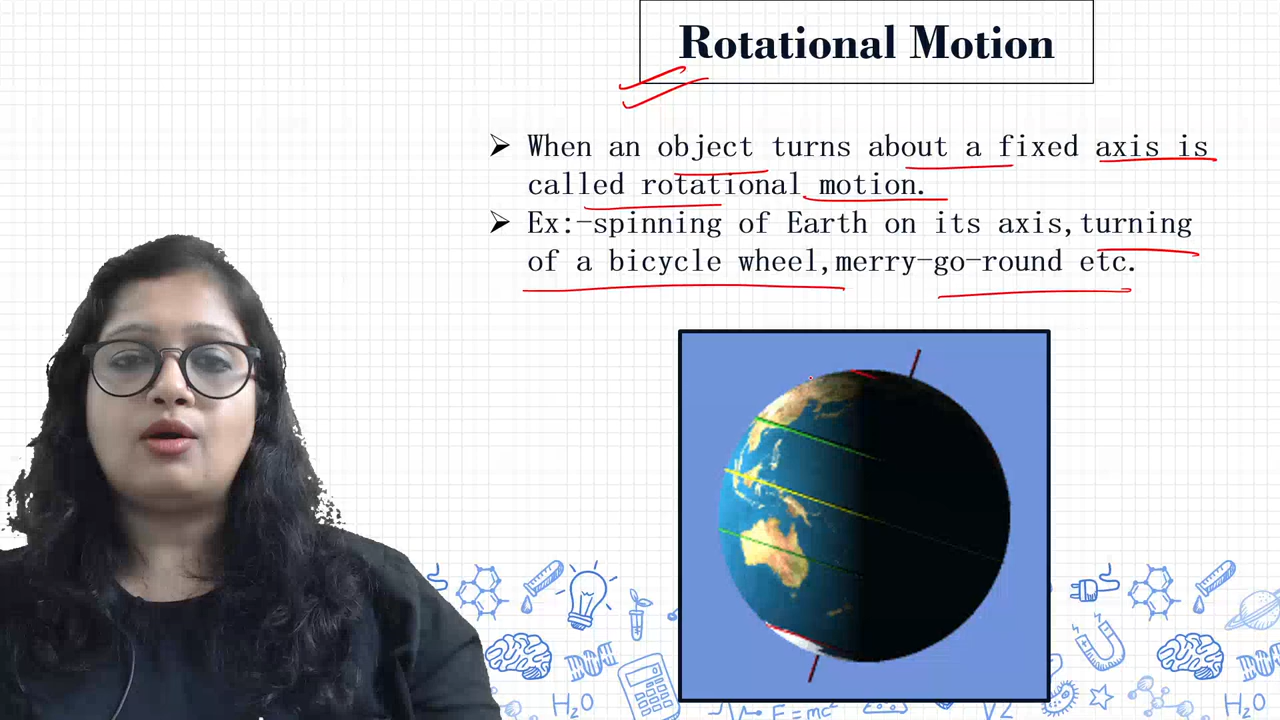 Rotational Motion
➢ When an object turns about a fixed axis is
called rotational motion.
➢ Ex:-spinning of Earth on its axis,turning
of a bicycle wheel,merry-go-round etc.
H₂O
E=mc²
√2
H₂O